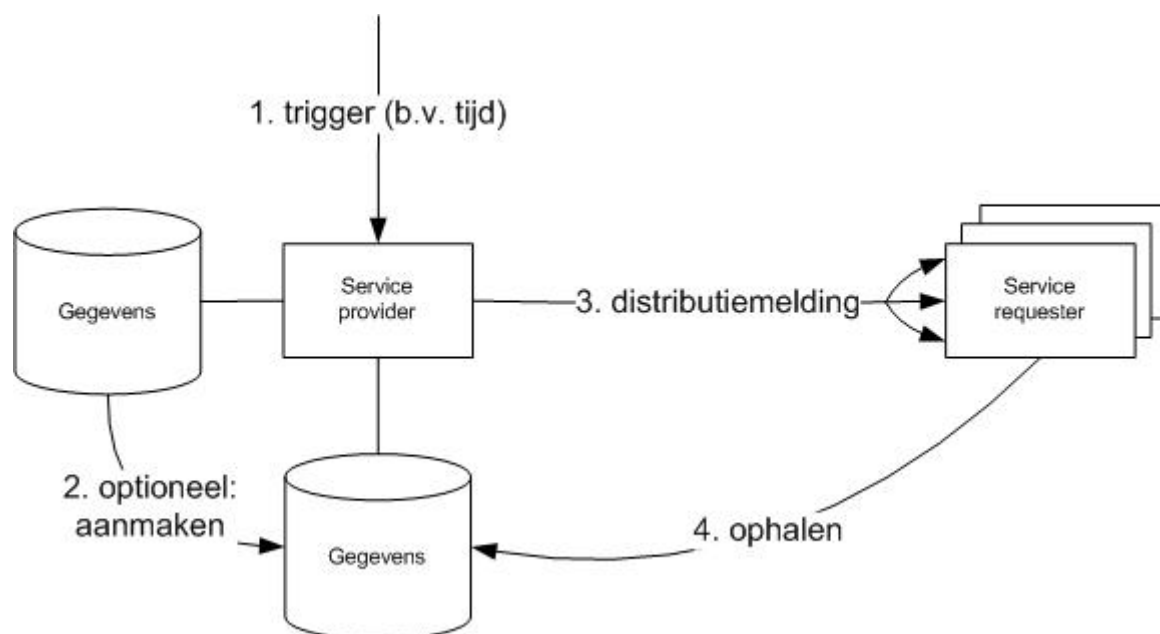 1. trigger (b.v. tijd)
Gegevens
Service
provider
3. distributiemelding
Service
requester
2. optioneel:
aanmaken
Gegevens
4. ophalen